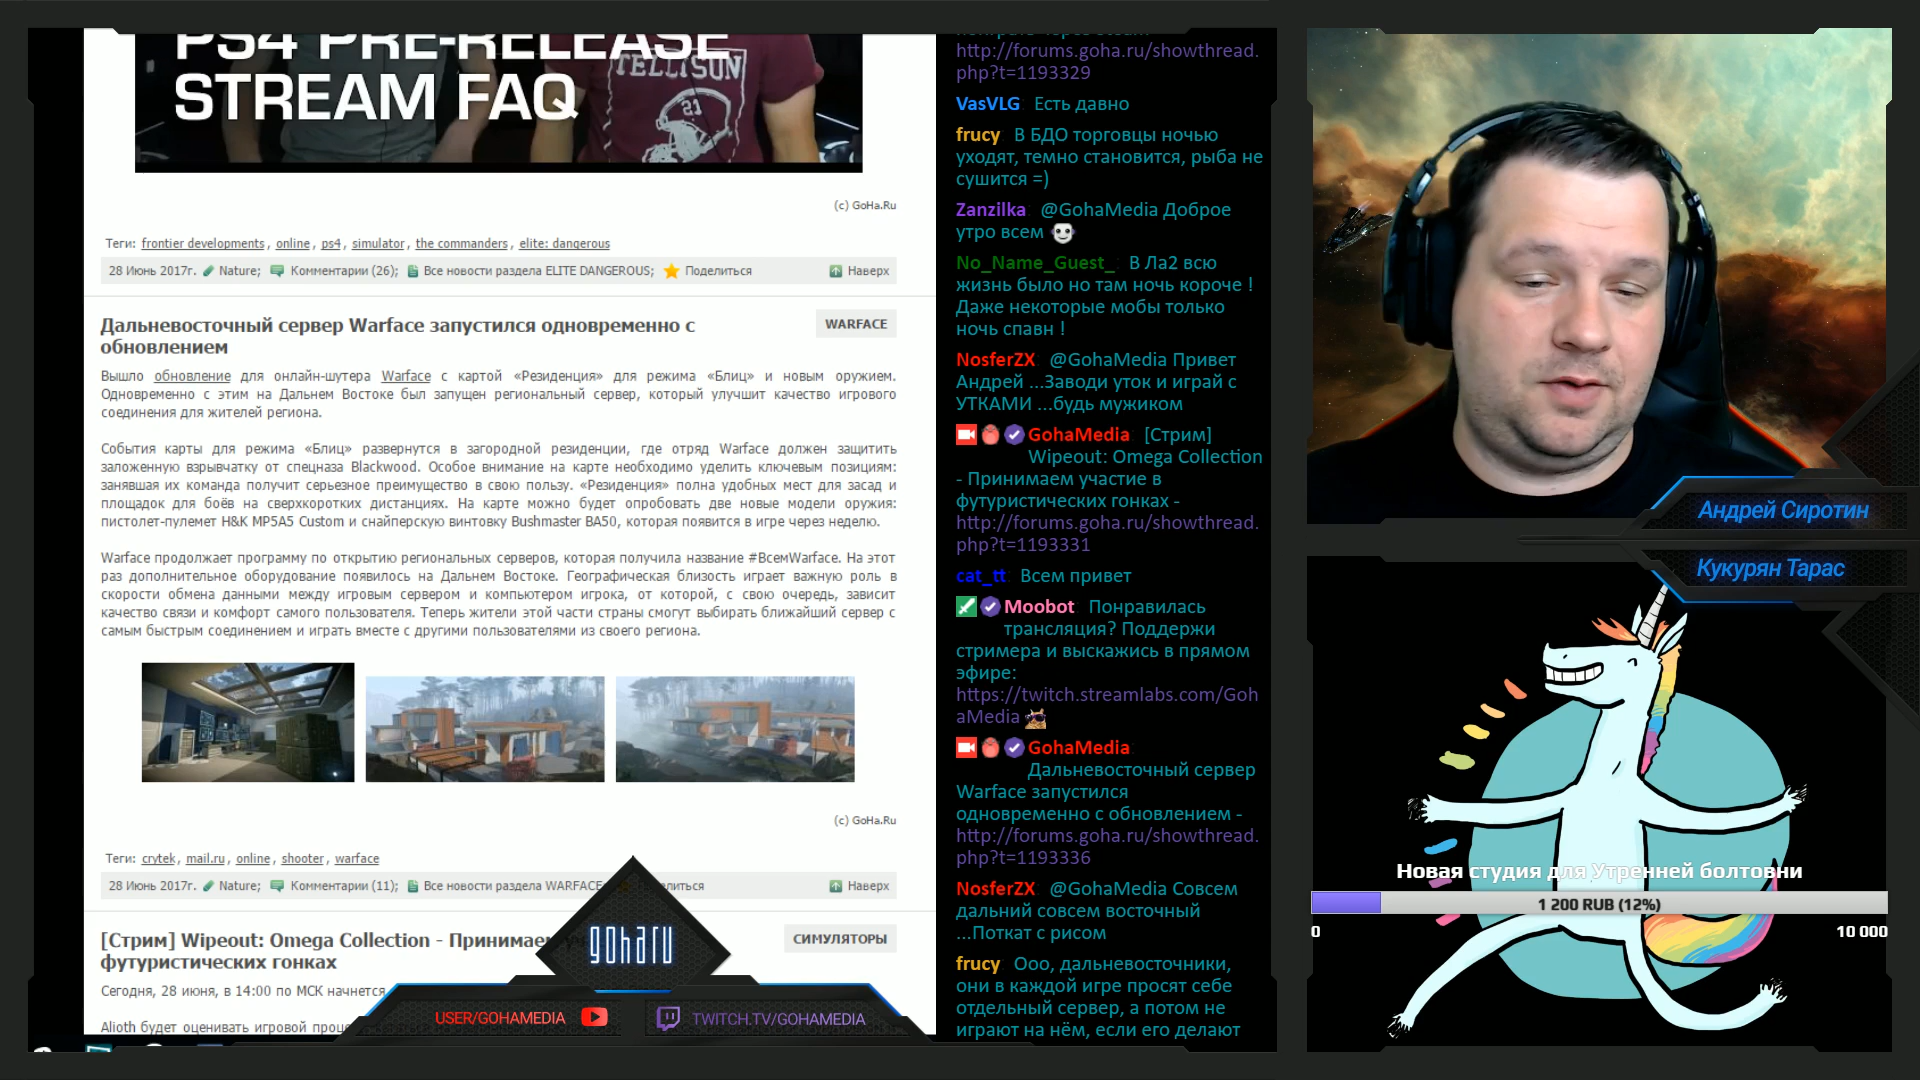 PS4 PRE-RELEASE
STREAM FAQ
TELLTSUN
21
(c) GoHa.Ru
Теги: frontier developments, online, ps4, simulator, the commanders, elite: dangerous
28 Июнь 2017г. Nature; Комментарии (26); Все новости раздела ELITE DANGEROUS; Поделиться Наверх
Дальневосточный сервер Warface запустился одновременно с
обновлением
WARFACE
Вышло обновление для онлайн-шутера Warface с картой «Резиденция» для режима «Блиц» и новым оружием.
Одновременно с этим на Дальнем Востоке был запущен региональный сервер, который улучшит качество игрового
соединения для жителей региона.
События карты для режима «Блиц» развернутся в загородной резиденции, где отряд Warface должен защитить
заложенную взрывчатку от спецназа Blackwood. Особое внимание на карте необходимо уделить ключевым позициям:
занявшая их команда получит серьезное преимущество в свою пользу. «Резиденция» полна удобных мест для засад и
площадок для боёв на сверхкоротких дистанциях. На карте можно будет опробовать две новые модели оружия:
пистолет-пулемет H&K MP5A5 Custom и снайперскую винтовку Bushmaster BA50, которая появится в игре через неделю.
Warface продолжает программу по открытию региональных серверов, которая получила название #ВсемWarface. На этот
раз дополнительное оборудование появилось на Дальнем Востоке. Географическая близость играет важную роль в
скорости обмена данными между игровым сервером и компьютером игрока, от которой, с свою очередь, зависит
качество связи и комфорт самого пользователя. Теперь жители этой части страны смогут выбирать ближайший сервер с
самым быстрым соединением и играть вместе с другими пользователями из своего региона.
(c) GoHa.Ru
Теги: crytek, mail.ru, online, shooter, warface
28 Июнь 2017г. Nature; Комментарии (11); Все новости раздела WARFACE Наверх
[Стрим] Wipeout: Omega Collection - Принимаем
футуристических гонках
СИМУЛЯТОРЫ
Сегодня, 28 июня, в 14:00 по МСК начнется
Alioth будет оценивать игровой
goharu
USER/GOHAMEDIA
TWITCH.TV/GOHAMEDIA
http://forums.goha.ru/showthread.
php?t=1193329
VasVLG Есть давно
frucy В БДО торговцы ночью
уходят, темно становится, рыба не
сушится =)
Zanzilka @GohaMedia Доброе
утро всем
No_Name_Guest_ В Ла2 всю
жизнь было но там ночь короче !
Даже некоторые мобы только
ночь спавн !
NosferZX @GohaMedia Привет
Андрей ...Заводи уток и играй с
УТКАМИ ...будь мужиком
GohaMedia [Стрим]
Wipeout: Omega Collection
- Принимаем участие в
футуристических гонках -
http://forums.goha.ru/showthread.
php?t=1193331
cat_tt Всем привет
Moobot Понравилась
трансляция? Поддержи
стримера и выскажись в прямом
эфире:
https://twitch.streamlabs.com/Goh
aMedia
GohaMedia
Дальневосточный сервер
Warface запустился
одновременно с обновлением -
http://forums.goha.ru/showthread.
php?t=1193336
NosferZX @GohaMedia Совсем
дальний совсем восточный
...Поткат с рисом
frucy Ооо, дальневосточники,
они в каждой игре просят себе
отдельный сервер, а потом не
играют на нём, если его делают
Андрей Сиротин
Кукурян Тарас
Новая студия для Утренней болтовни
1 200 RUB (12%)
0
10 000